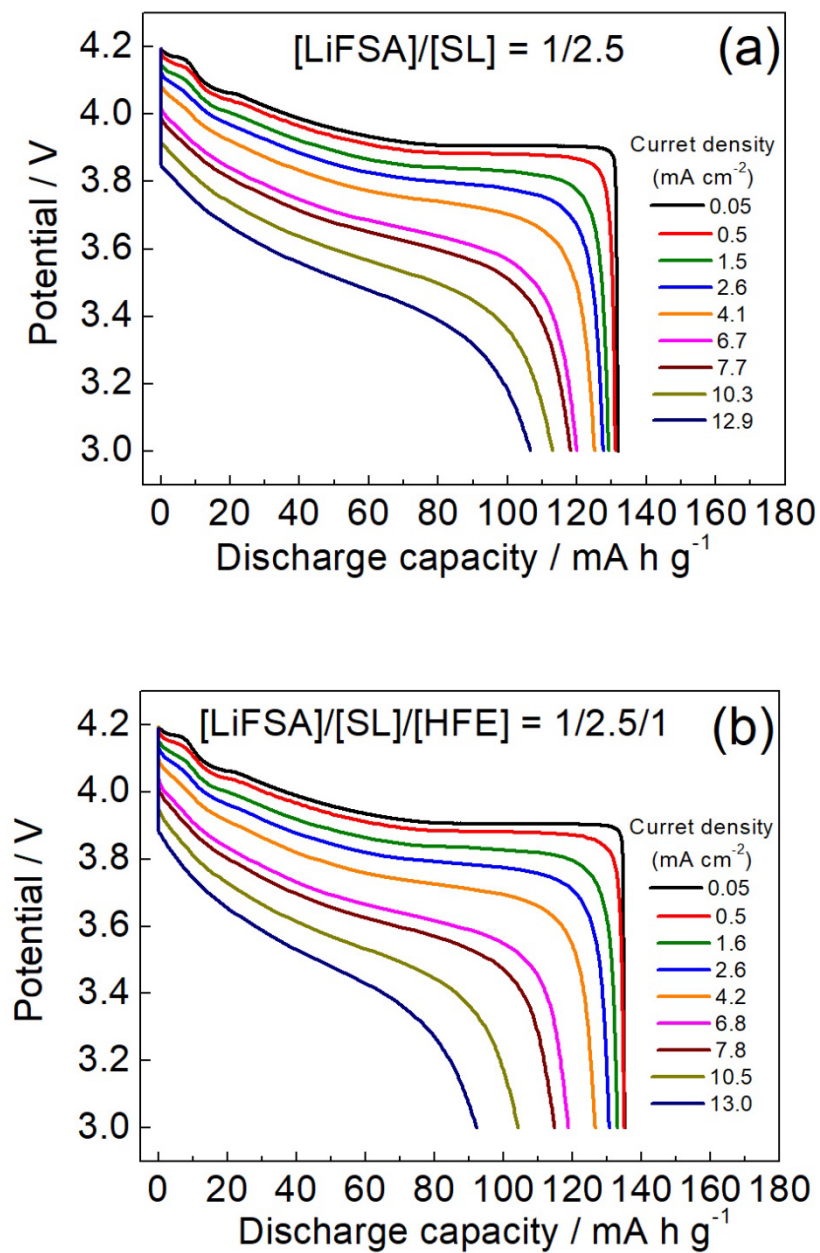 [LiFSA]/[SL] = 1/2.5
(a)
4.2
4.0
3.8
3.6
3.4
3.2
3.0
Potential / V
Curret density
(mA cm⁻²)
0.05
0.5
1.5
2.6
4.1
6.7
7.7
10.3
12.9
0 20 40 60 80 100 120 140 160 180
Discharge capacity / mA h g⁻¹
[LiFSA]/[SL]/[HFE] = 1/2.5/1
(b)
4.2
4.0
3.8
3.6
3.4
3.2
3.0
Potential / V
Curret density
(mA cm⁻²)
0.05
0.5
1.6
2.6
4.2
6.8
7.8
10.5
13.0
0 20 40 60 80 100 120 140 160 180
Discharge capacity / mA h g⁻¹